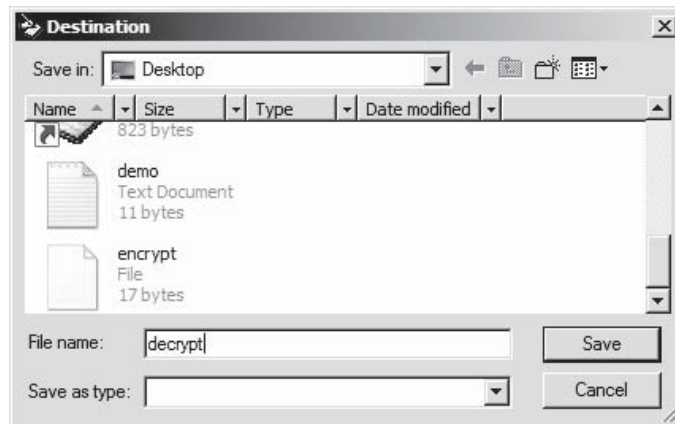 Destination
Save in: Desktop
Name Size Type Date modified
823 bytes
demo
Text Document
11 bytes
encrypt
File
17 bytes
File name: decrypt Save
Save as type: Cancel